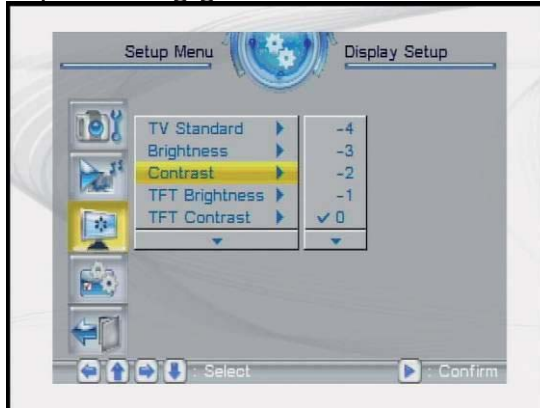 Setup Menu
Display Setup
TV Standard
Brightness
Contrast
TFT Brightness
TFT Contrast
-4
-3
-2
-1
✓ 0
: Select
: Confirm